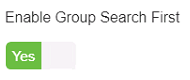 Enable Group Search First
Yes